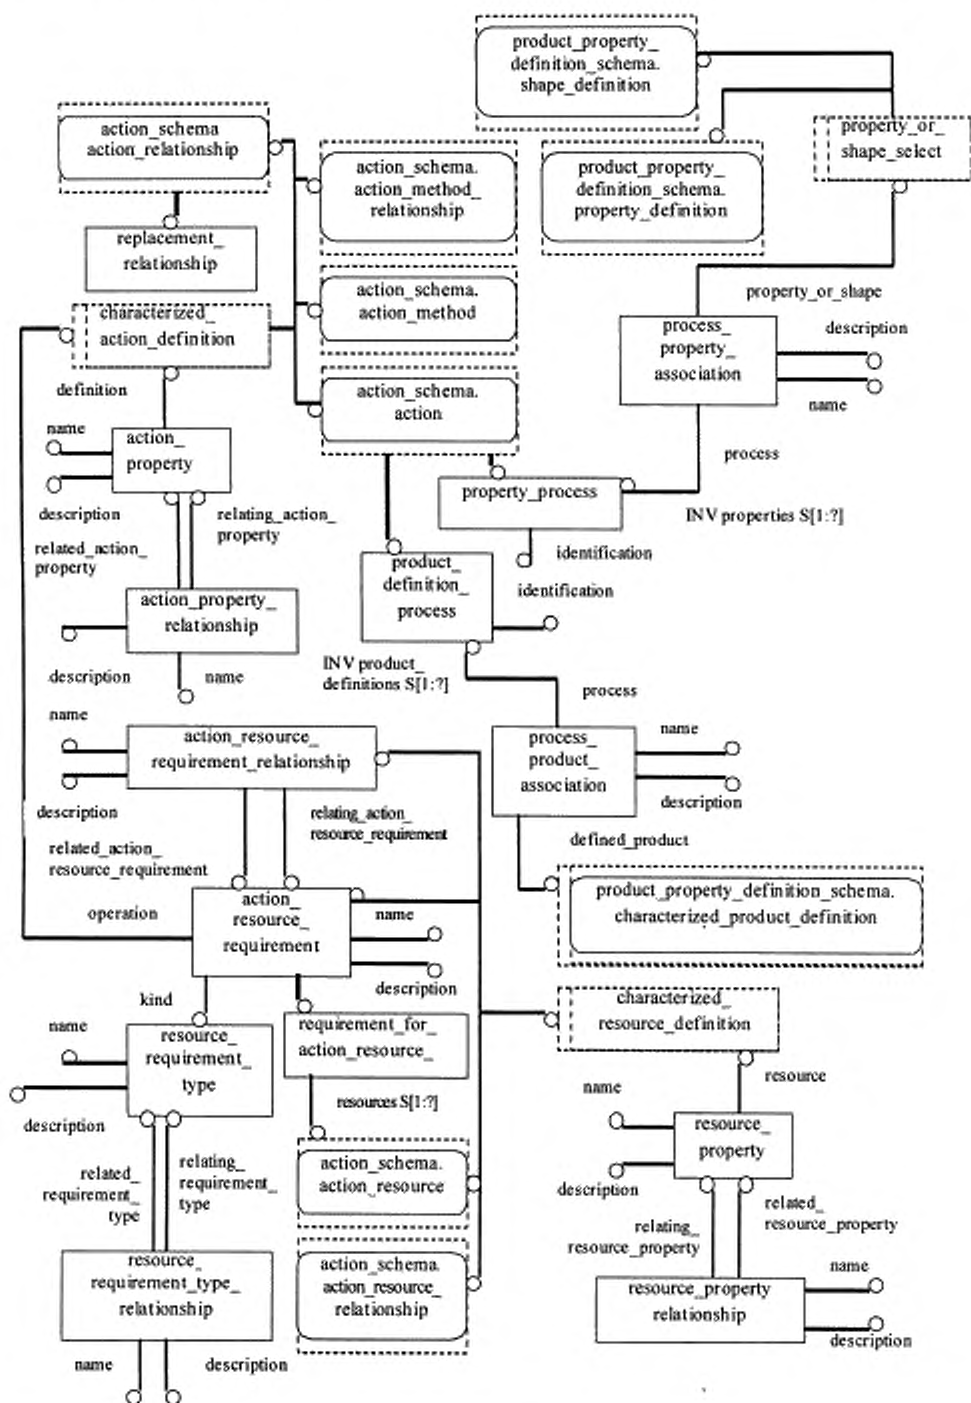 product_property_
definition_schema.
shape_definition
action_schema
action_relationship
property_or_
shape_select
action_schema.
action_method_
relationship
product_property_
definition_schema.
property_definition
replacement_
relationship
action_schema.
action_method
property_or_shape
characterized_
action_definition
process_
property_
association
description
name
definition
action_schema.
action
name
action_
property
process
property_process
description
relating_action_
property
INV properties S[1:?]
related_action_
property
identification
product_
definition_
process
identification
action_property_
relationship
INV product_
definitions S[1:?]
description
name
process
name
action_resource_
requirement_relationship
process_
product_
association
name
description
description
relating_action_
resource_requirement
defined_product
related_action_
resource_requirement
product_property_definition_schema.
characterized_product_definition
operation
action_
resource_
requirement
name
description
kind
characterized_
resource_definition
name
resource_
requirement_
type
requirement_for_
action_resource_
resource
name
resources S[1:?]
description
resource_
property
related_
requirement_
type
relating_
requirement_
type
action_schema.
action_resource
description
relating_
resource_property
related_
resource_property
resource_
requirement_type_
relationship
action_schema.
action_resource_
relationship
resource_property
relationship
name
description
name
description